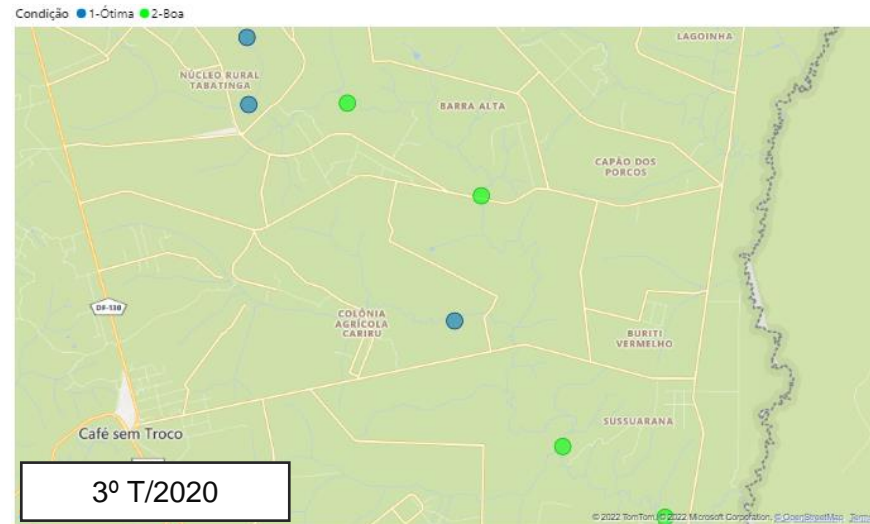 Condição 1-Ótima 2-Boa
LAGOINHA
NÚCLEO RURAL
TABATINGA
BARRA ALTA
CAPÃO DOS
PORCOS
DF-130
COLÔNIA
AGRÍCOLA
CARIRU
BURITI
VERMELHO
SUSSUARANA
Café sem Troco
3º T/2020
© 2022 TomTom, © 2022 Microsoft Corporation, © OpenStreetMap Terms